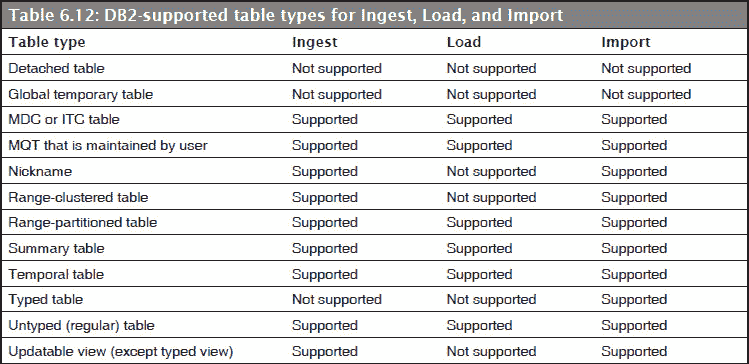 Table 6.12: DB2-supported table types for Ingest, Load, and Import
Table type Ingest Load Import
Detached table Not supported Not supported Not supported
Global temporary table Not supported Not supported Not supported
MDC or ITC table Supported Supported Supported
MQT that is maintained by user Supported Supported Supported
Nickname Supported Not supported Supported
Range-clustered table Supported Not supported Supported
Range-partitioned table Supported Supported Supported
Summary table Supported Supported Supported
Temporal table Supported Supported Supported
Typed table Not supported Not supported Supported
Untyped (regular) table Supported Supported Supported
Updatable view (except typed view) Supported Not supported Supported